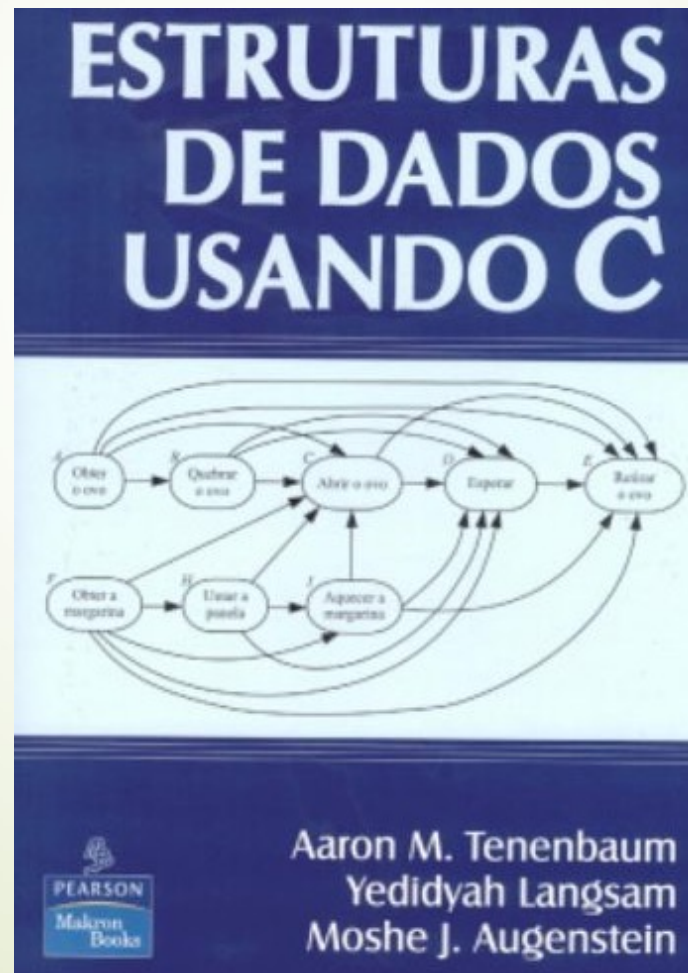 ESTRUTURAS
DE DADOS
USANDO C
A
B
C
D
E
Obter
o ovo
Quebrar
o ovo
Abrir o ovo
Esperar
Retirar
o ovo
F
H
I
Obter a
margarina
Untar a
panela
Aquecer a
margarina
PEARSON
Makron
Books
Aaron M. Tenenbaum
Yedidyah Langsam
Moshe J. Augenstein